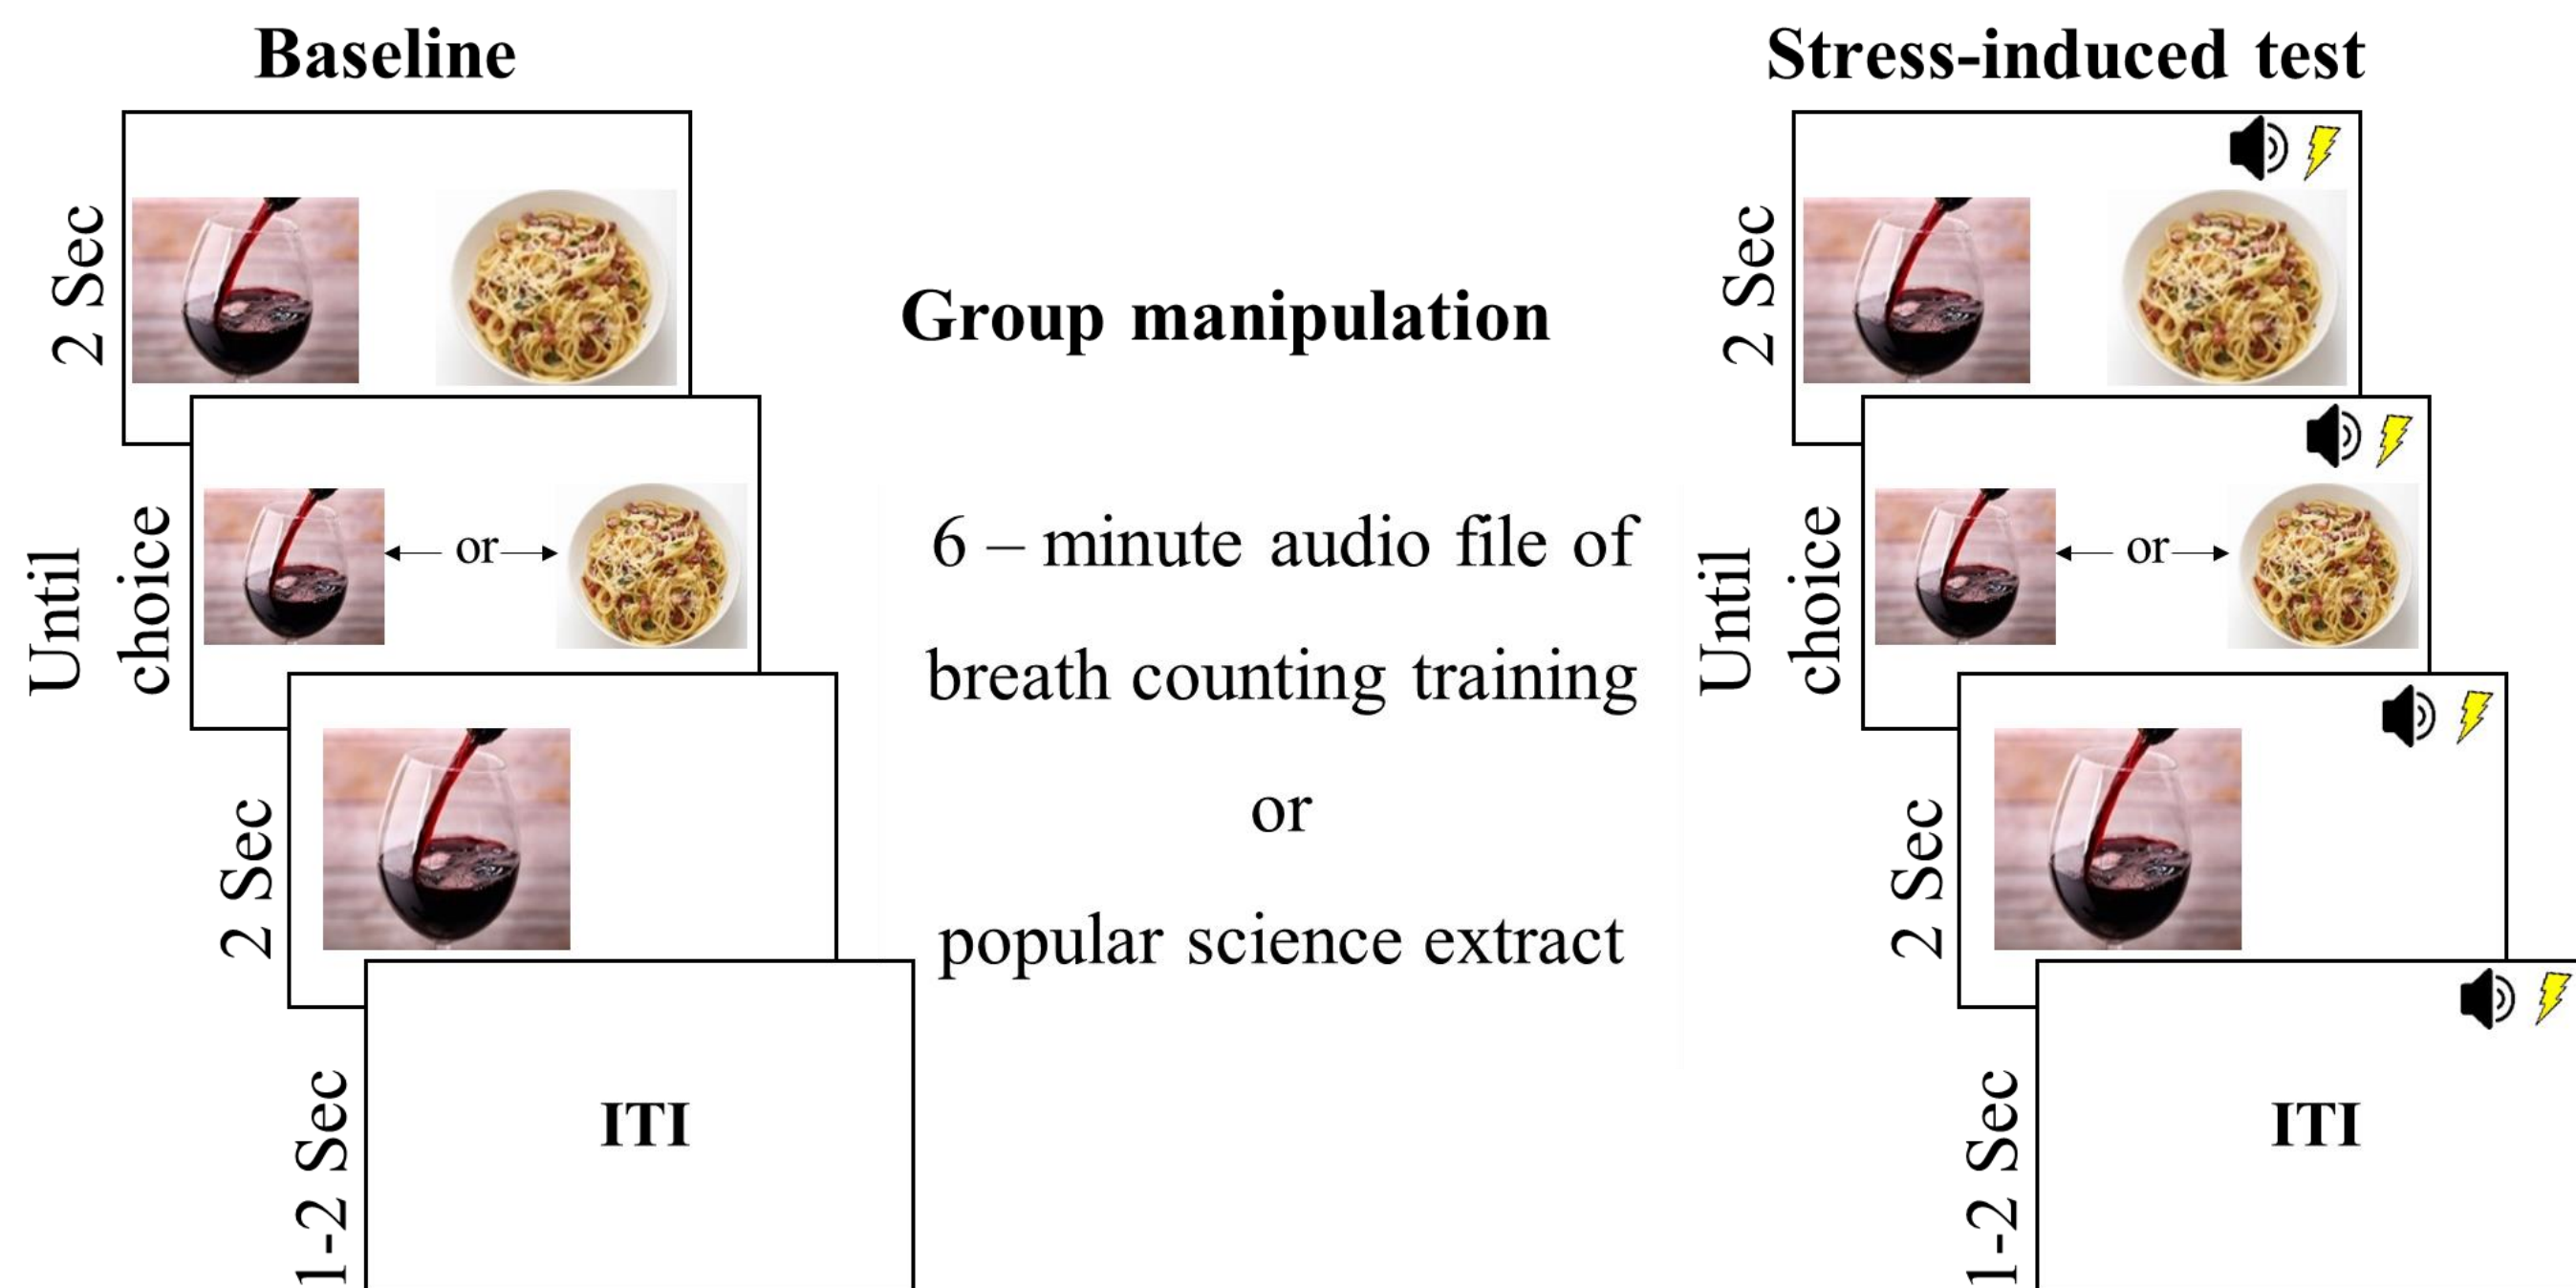 Baseline
2 Sec
Until
choice
or
2 Sec
1-2 Sec
ITI
Group manipulation
6 – minute audio file of
breath counting training
or
popular science extract
Stress-induced test
2 Sec
Until
choice
or
2 Sec
1-2 Sec
ITI